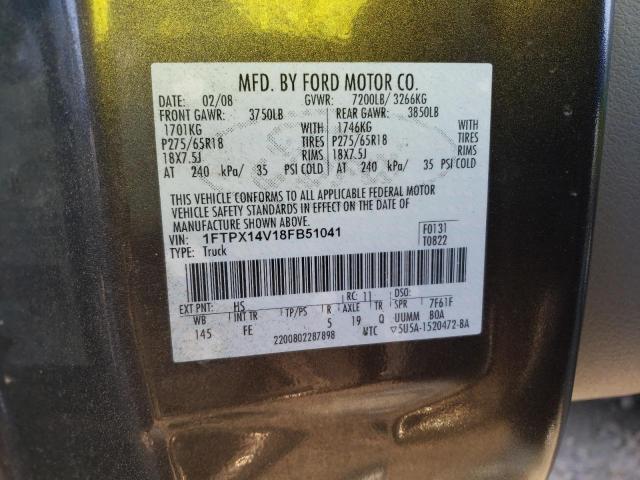 MFD. BY FORD MOTOR CO.
DATE: 02/08 GVWR: 7200LB/ 3266KG
FRONT GAWR: 3750LB REAR GAWR: 3850LB
1701KG WITH 1746KG WITH
P275/65R18 TIRES P275/65R18 TIRES
18X7.5J RIMS 18X7.5J RIMS
AT 240 kPa/ 35 PSI COLD AT 240 kPa/ 35 PSI COLD
THIS VEHICLE CONFORMS TO ALL APPLICABLE FEDERAL MOTOR
VEHICLE SAFETY STANDARDS IN EFFECT ON THE DATE OF
MANUFACTURE SHOWN ABOVE.
VIN: 1FTPX14V18FB51041 F0131
TYPE: Truck T0822
EXT PNT: HS RC: 11 DSO:
WB INT TR TP/PS R AXLE TR SPR 7F61F
145 FE 5 19 Q UUMM BOA
2200802287898 UTC ▽5U5A-1520472-BA